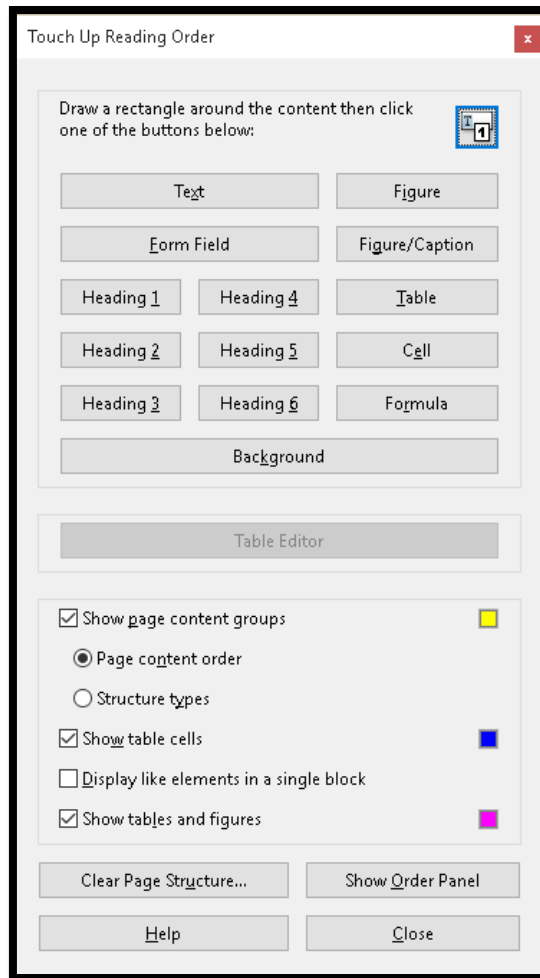 Touch Up Reading Order
x
Draw a rectangle around the content then click
one of the buttons below:
T
1
Text
Figure
Form Field
Figure/Caption
Heading 1
Heading 4
Table
Heading 2
Heading 5
Cell
Heading 3
Heading 6
Formula
Background
Table Editor
Show page content groups
Page content order
Structure types
Show table cells
Display like elements in a single block
Show tables and figures
Clear Page Structure...
Show Order Panel
Help
Close